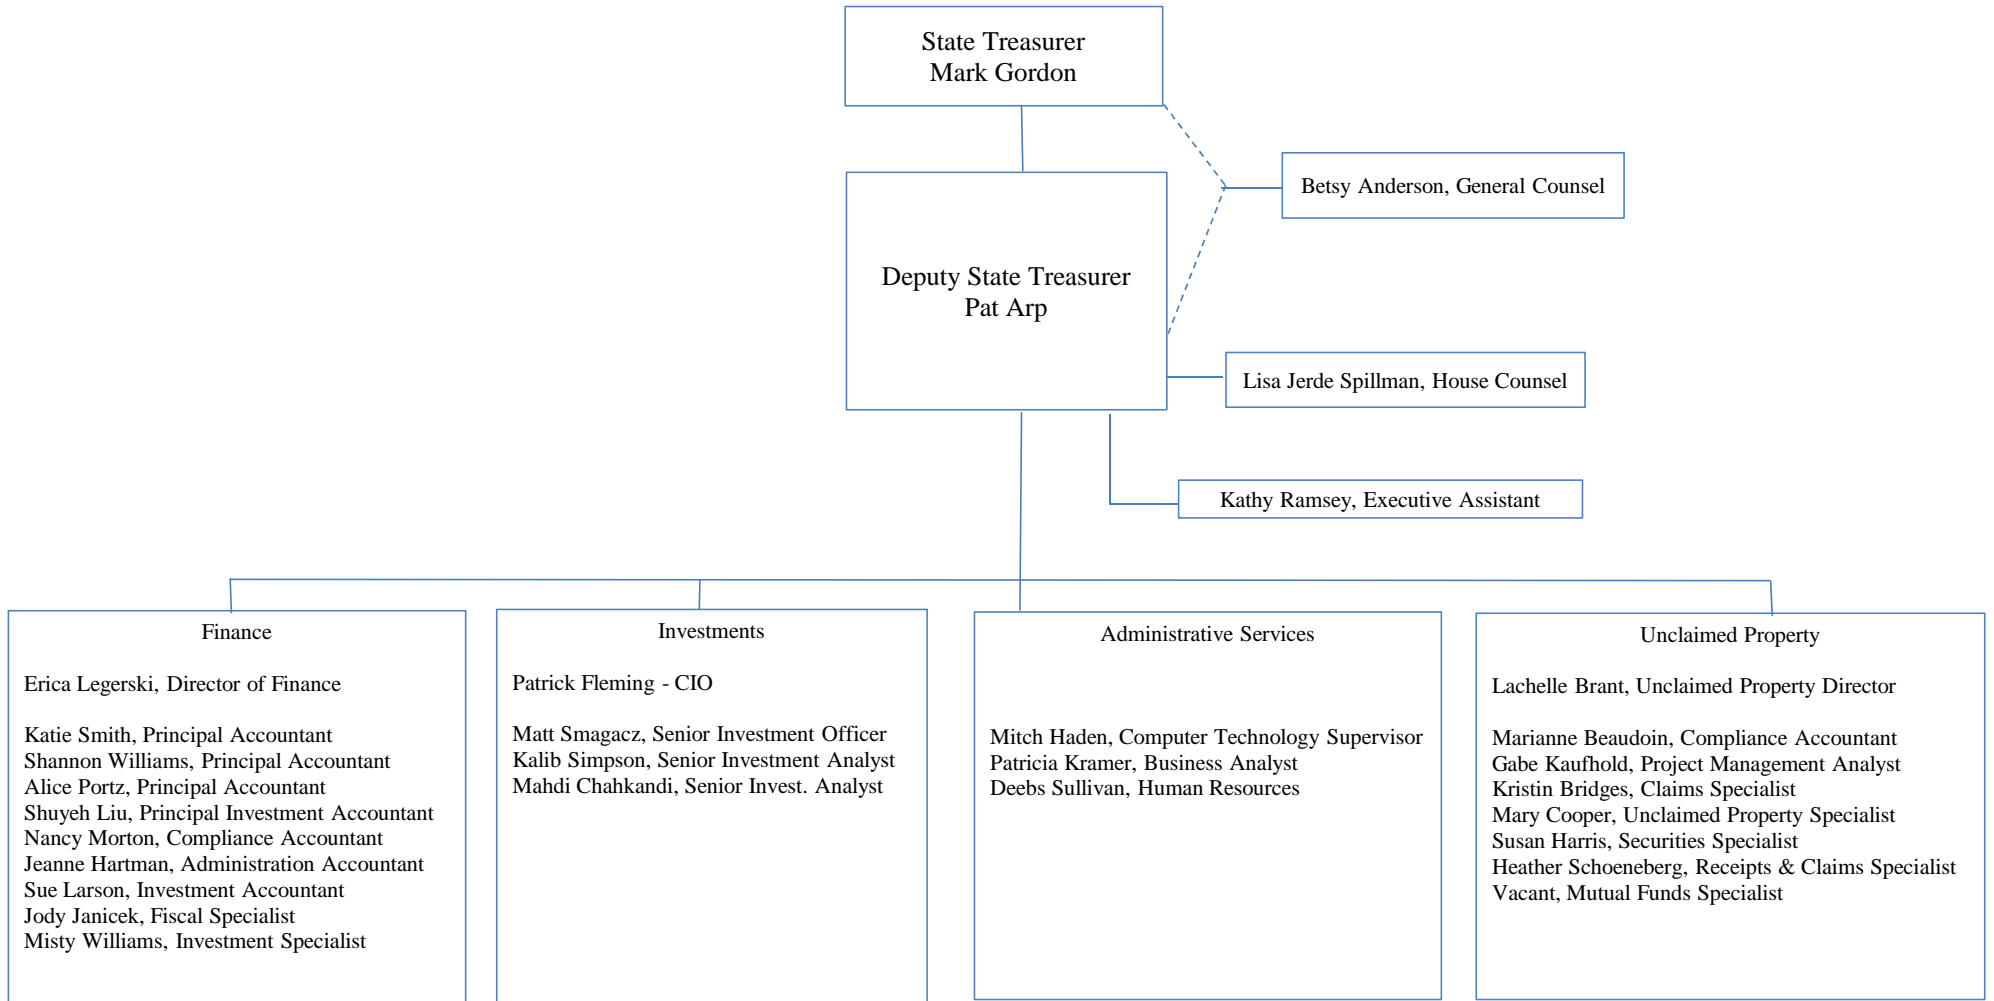 State Treasurer
Mark Gordon
Betsy Anderson, General Counsel
Deputy State Treasurer
Pat Arp
Lisa Jerde Spillman, House Counsel
Kathy Ramsey, Executive Assistant
Finance
Erica Legerski, Director of Finance
Katie Smith, Principal Accountant
Shannon Williams, Principal Accountant
Alice Portz, Principal Accountant
Shuyeh Liu, Principal Investment Accountant
Nancy Morton, Compliance Accountant
Jeanne Hartman, Administration Accountant
Sue Larson, Investment Accountant
Jody Janicek, Fiscal Specialist
Misty Williams, Investment Specialist
Investments
Patrick Fleming - CIO
Matt Smagacz, Senior Investment Officer
Kalib Simpson, Senior Investment Analyst
Mahdi Chahkandi, Senior Invest. Analyst
Administrative Services
Mitch Haden, Computer Technology Supervisor
Patricia Kramer, Business Analyst
Deebs Sullivan, Human Resources
Unclaimed Property
Lachelle Brant, Unclaimed Property Director
Marianne Beaudoin, Compliance Accountant
Gabe Kaufhold, Project Management Analyst
Kristin Bridges, Claims Specialist
Mary Cooper, Unclaimed Property Specialist
Susan Harris, Securities Specialist
Heather Schoeneberg, Receipts & Claims Specialist
Vacant, Mutual Funds Specialist